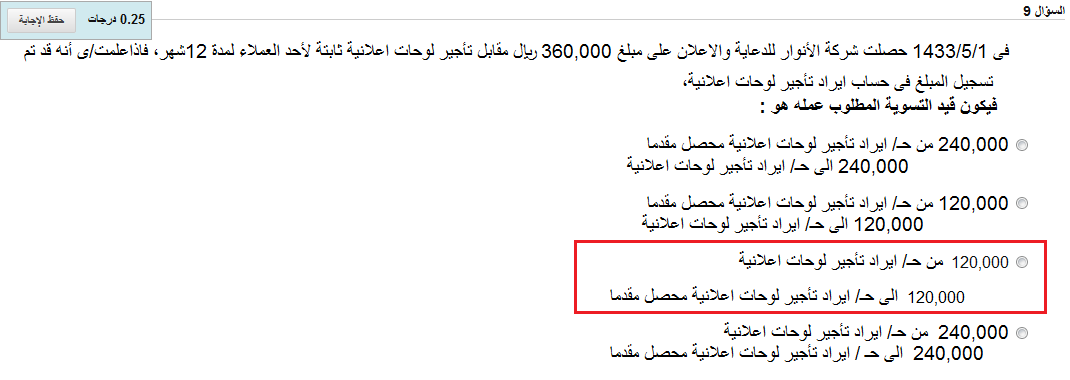 السؤال 9
0.25 درجات
حفظ الإجابة
فى 1433/5/1 حصلت شركة الأنوار للدعاية والاعلان على مبلغ 360,000 ريال مقابل تأجير لوحات اعلانية ثابتة لأحد العملاء لمدة 12شهر، فاذاعلمت/ى أنه قد تم
تسجيل المبلغ فى حساب ايراد تأجير لوحات اعلانية،
فيكون قيد التسوية المطلوب عمله هو :
240,000 من حـ/ ايراد تأجير لوحات اعلانية محصل مقدما
240,000 الى حـ/ ايراد تأجير لوحات اعلانية
120,000 من حـ/ ايراد تأجير لوحات اعلانية محصل مقدما
120,000 الى حـ/ ايراد تأجير لوحات اعلانية
120,000 من حـ/ ايراد تأجير لوحات اعلانية
120,000 الى حـ/ ايراد تأجير لوحات اعلانية محصل مقدما
240,000 من حـ/ ايراد تأجير لوحات اعلانية
240,000 الى حـ / ايراد تأجير لوحات اعلانية محصل مقدما